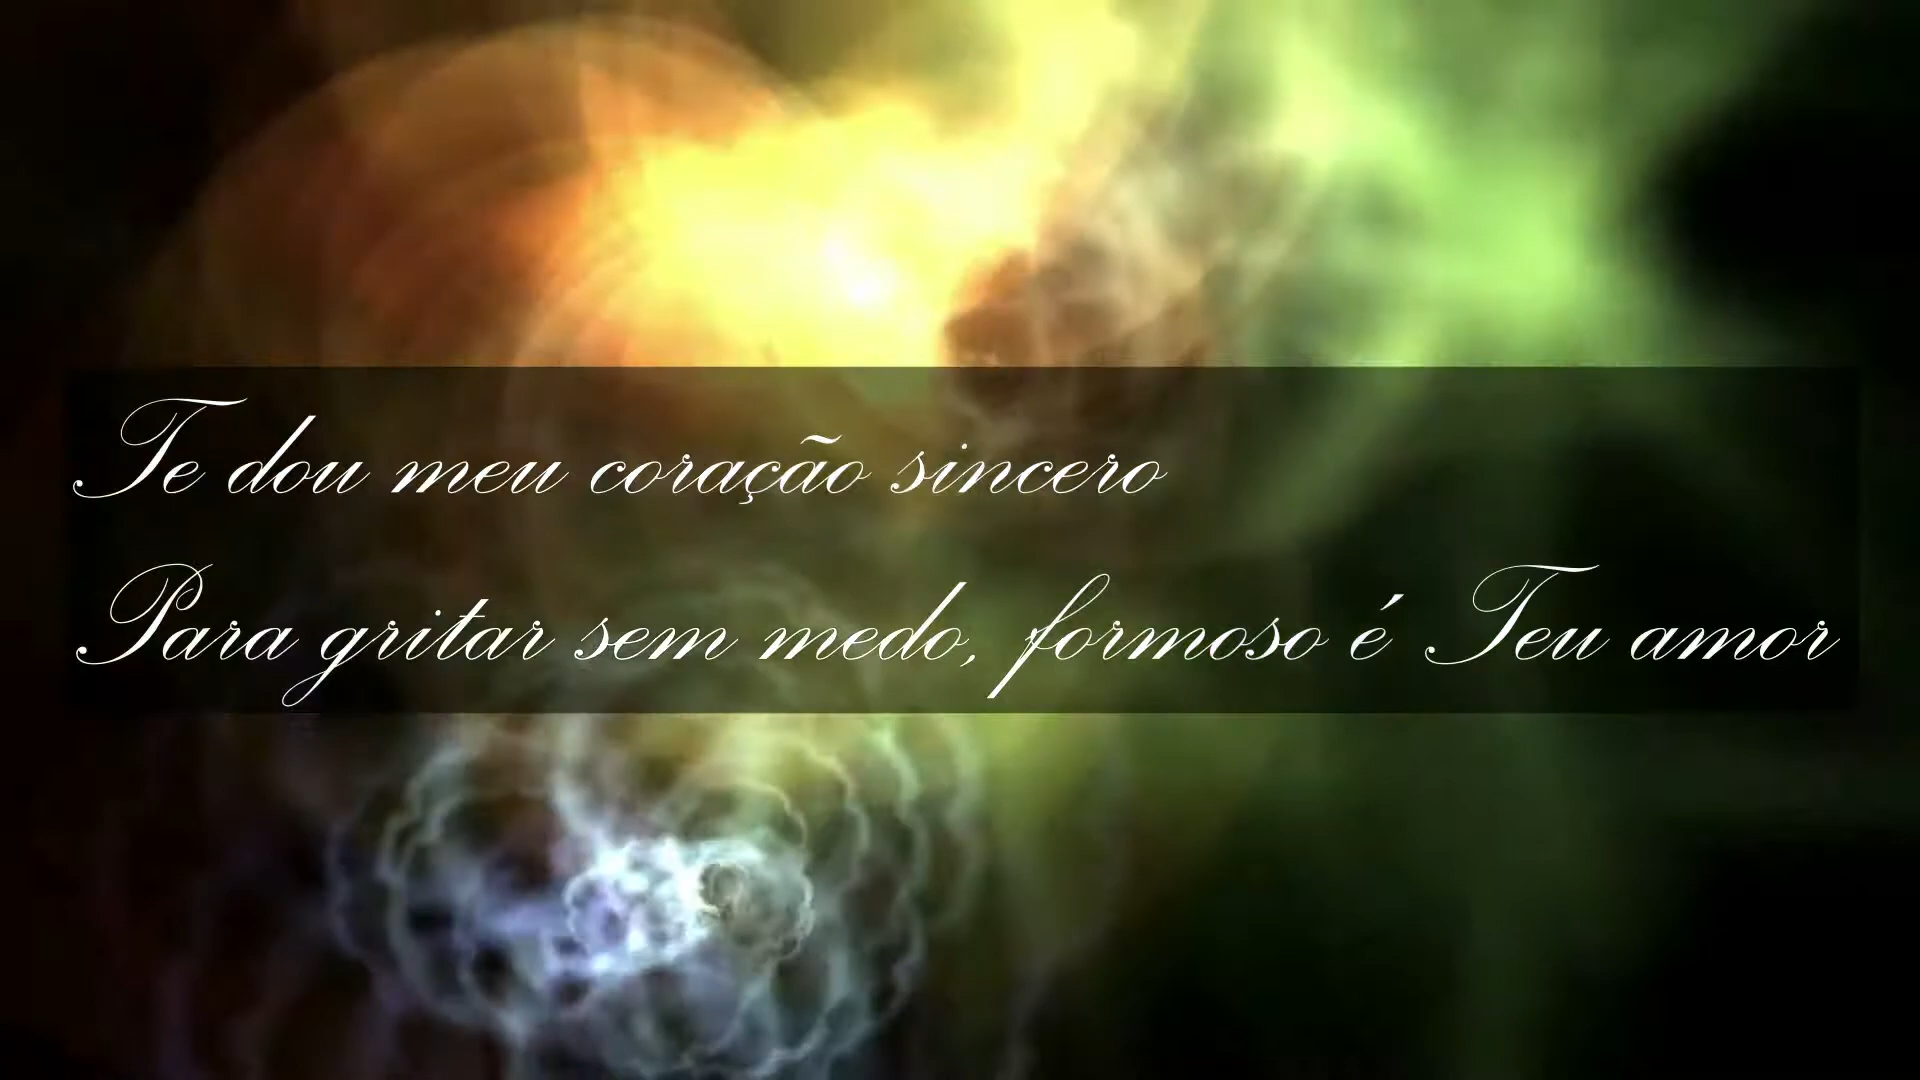 Te dou meu coração sincero
Para gritar sem medo, formoso é Teu amor